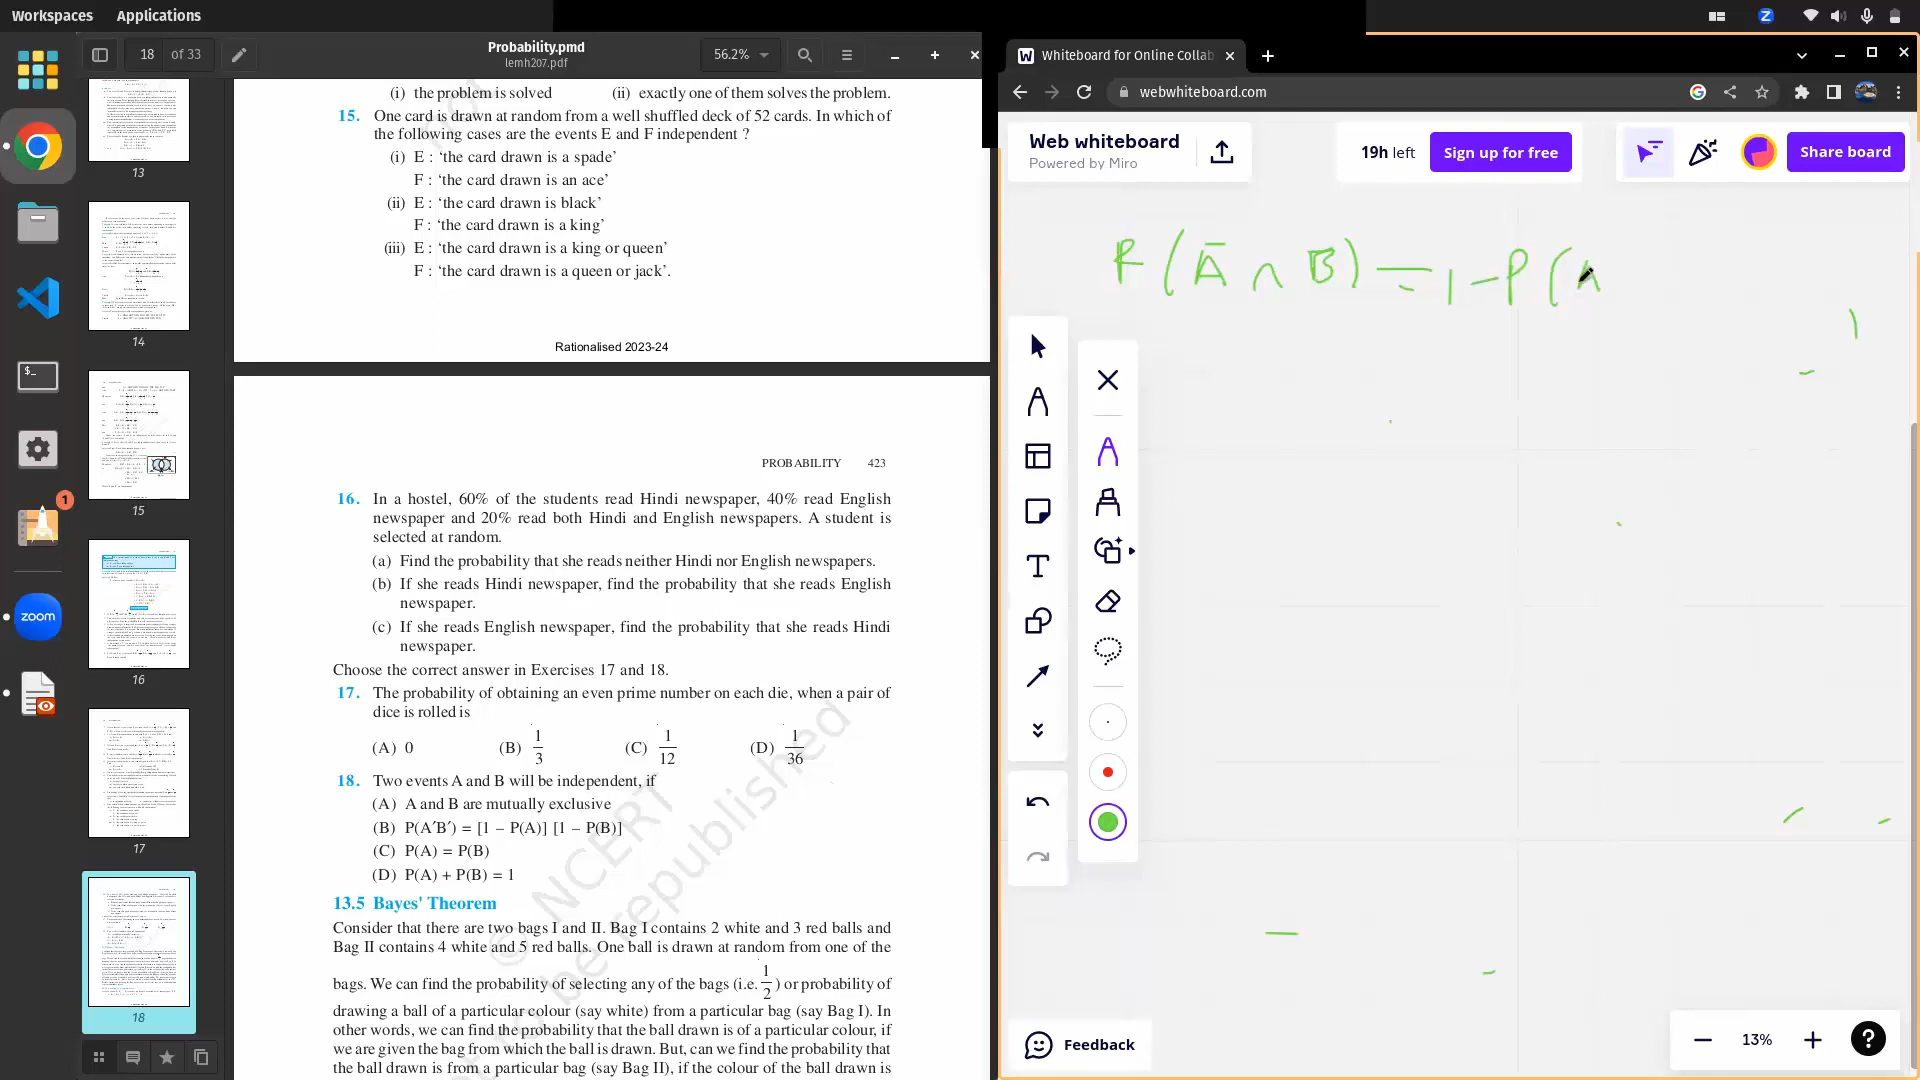 Workspaces Applications
18 of 33
Probability.pmd
lemh207.pdf
56.2%
13
14
15
16
17
18
$_
1
zoom
(i) the problem is solved (ii) exactly one of them solves the problem.
15. One card is drawn at random from a well shuffled deck of 52 cards. In which of
the following cases are the events E and F independent ?
(i) E : ‘the card drawn is a spade’
F : ‘the card drawn is an ace’
(ii) E : ‘the card drawn is black’
F : ‘the card drawn is a king’
(iii) E : ‘the card drawn is a king or queen’
F : ‘the card drawn is a queen or jack’.
Rationalised 2023-24
PROBABILITY 423
16. In a hostel, 60% of the students read Hindi newspaper, 40% read English
newspaper and 20% read both Hindi and English newspapers. A student is
selected at random.
(a) Find the probability that she reads neither Hindi nor English newspapers.
(b) If she reads Hindi newspaper, find the probability that she reads English
newspaper.
(c) If she reads English newspaper, find the probability that she reads Hindi
newspaper.
Choose the correct answer in Exercises 17 and 18.
17. The probability of obtaining an even prime number on each die, when a pair of
dice is rolled is
(A) 0 (B) 1/3 (C) 1/12 (D) 1/36
18. Two events A and B will be independent, if
(A) A and B are mutually exclusive
(B) P(A′B′) = [1 – P(A)] [1 – P(B)]
(C) P(A) = P(B)
(D) P(A) + P(B) = 1
13.5 Bayes' Theorem
Consider that there are two bags I and II. Bag I contains 2 white and 3 red balls and
Bag II contains 4 white and 5 red balls. One ball is drawn at random from one of the
bags. We can find the probability of selecting any of the bags (i.e. 1/2 ) or probability of
drawing a ball of a particular colour (say white) from a particular bag (say Bag I). In
other words, we can find the probability that the ball drawn is of a particular colour, if
we are given the bag from which the ball is drawn. But, can we find the probability that
the ball drawn is from a particular bag (say Bag II), if the colour of the ball drawn is
© NCERT
not to be republished
Whiteboard for Online Collab
webwhiteboard.com
Web whiteboard
Powered by Miro
19h left
Sign up for free
Share board
P(Ā ∩ B) = 1 - P(A
Feedback
13%
?